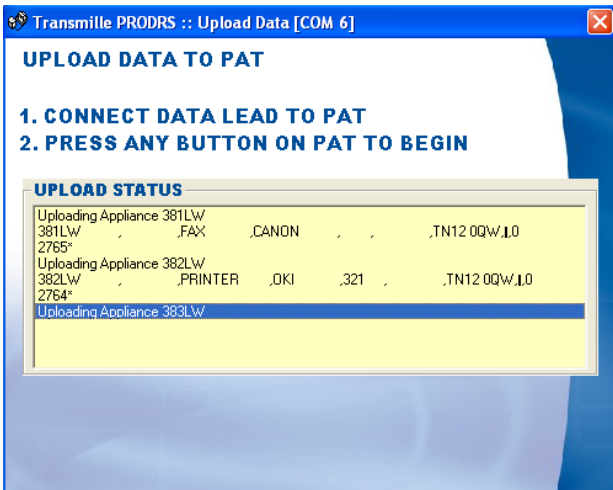 Transmille PRODRS :: Upload Data [COM 6]
UPLOAD DATA TO PAT
1. CONNECT DATA LEAD TO PAT
2. PRESS ANY BUTTON ON PAT TO BEGIN
UPLOAD STATUS
Uploading Appliance 381LW
381LW , ,FAX ,CANON , , ,TN12 0QW,I,0
2765*
Uploading Appliance 382LW
382LW , ,PRINTER ,OKI ,321 , ,TN12 0QW,I,0
2764*
Uploading Appliance 383LW